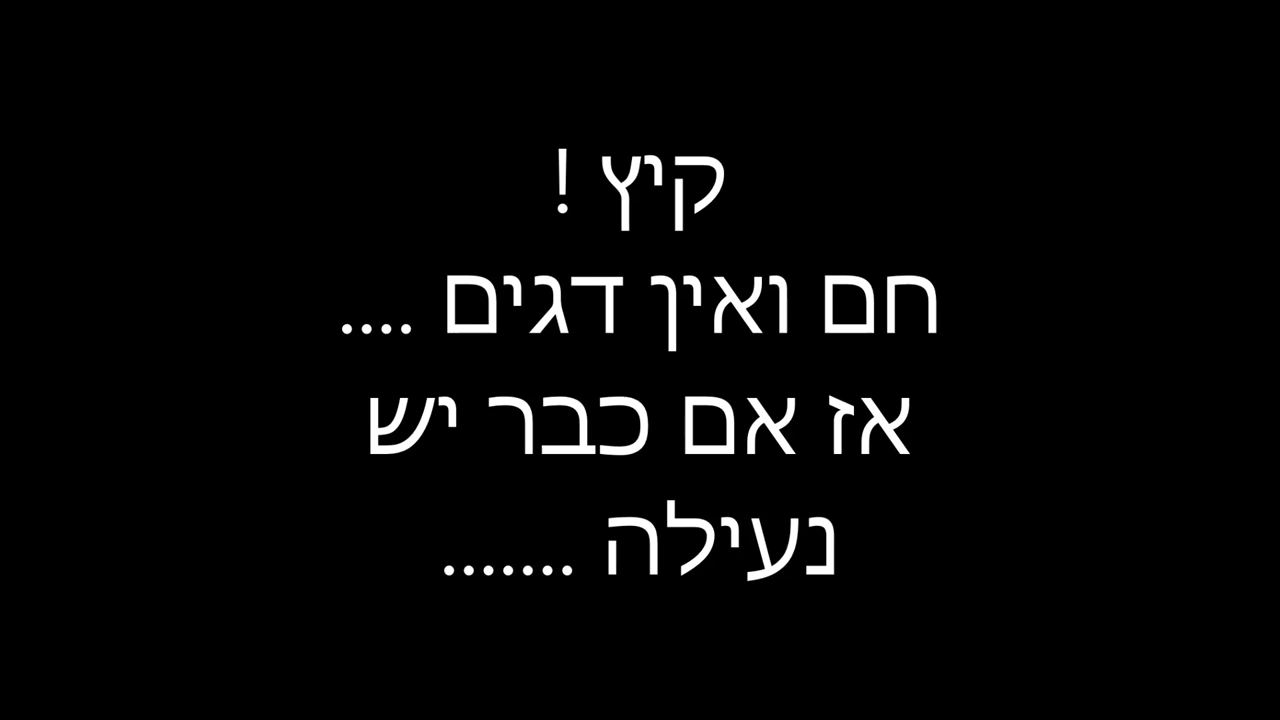 קיץ !
חם ואין דגים ....
אז אם כבר יש
נעילה .......